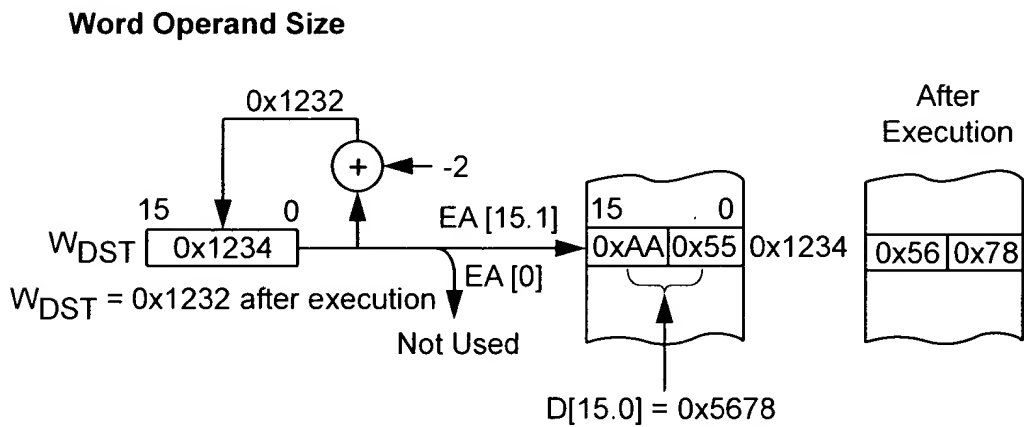 Word Operand Size
0x1232
After
Execution
+
-2
15
0
EA [15.1]
15
0
WDST
0x1234
0xAA
0x55
0x1234
0x56
0x78
EA [0]
WDST = 0x1232 after execution
Not Used
D[15.0] = 0x5678